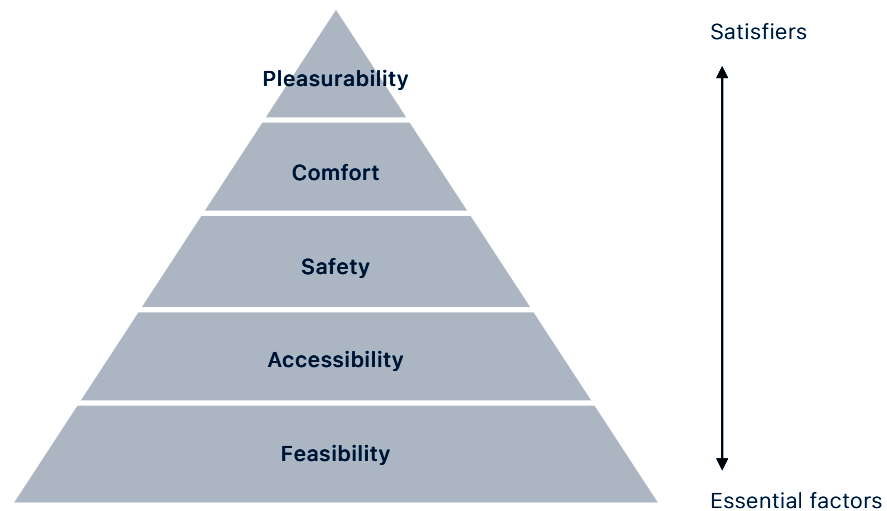 Satisfiers
Pleasurability
Comfort
Safety
Accessibility
Feasibility
Essential factors